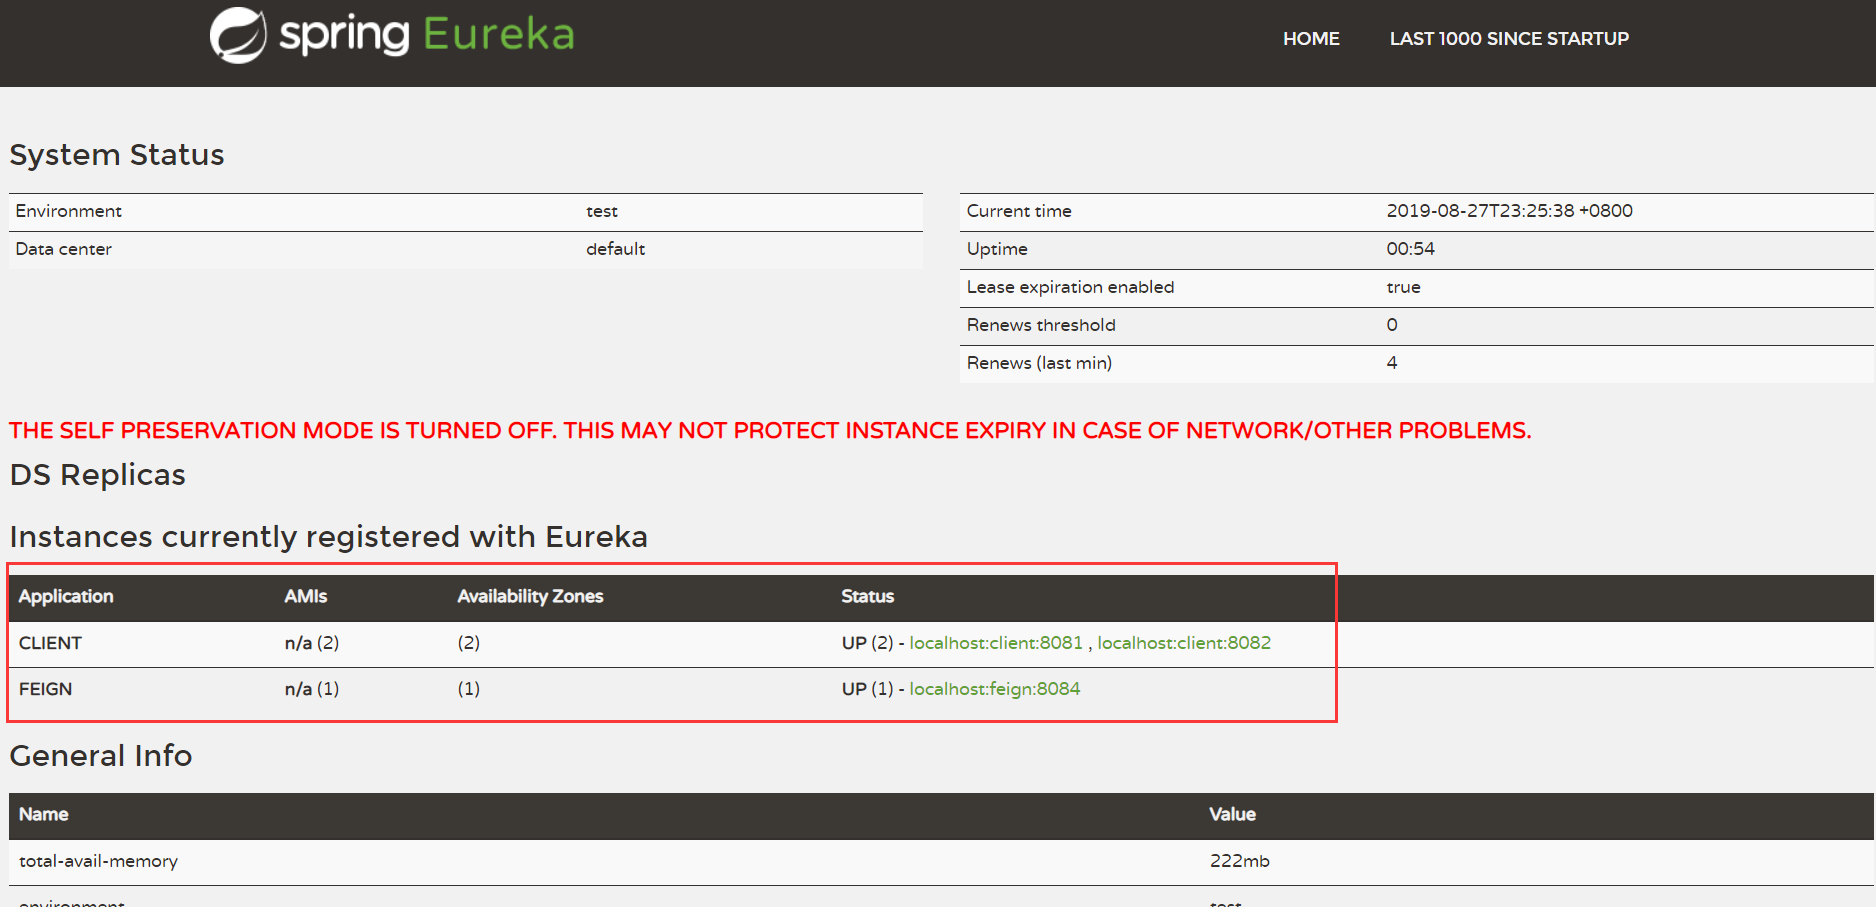 spring Eureka
HOME LAST 1000 SINCE STARTUP
System Status
Environment test
Data center default
Current time 2019-08-27T23:25:38 +0800
Uptime 00:54
Lease expiration enabled true
Renews threshold 0
Renews (last min) 4
THE SELF PRESERVATION MODE IS TURNED OFF. THIS MAY NOT PROTECT INSTANCE EXPIRY IN CASE OF NETWORK/OTHER PROBLEMS.
DS Replicas
Instances currently registered with Eureka
Application AMIs Availability Zones Status
CLIENT n/a (2) (2) UP (2) - localhost:client:8081 , localhost:client:8082
FEIGN n/a (1) (1) UP (1) - localhost:feign:8084
General Info
Name Value
total-avail-memory 222mb
environment test